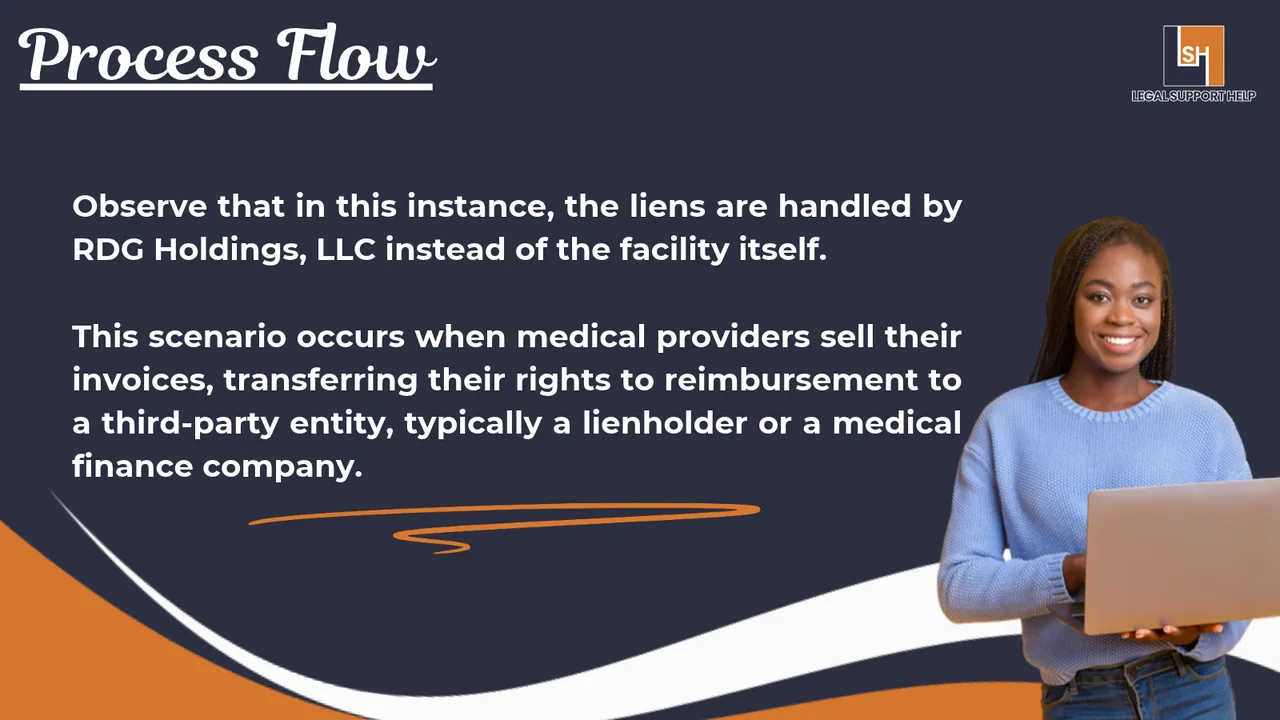 Process Flow
LSH
LEGAL SUPPORT HELP
Observe that in this instance, the liens are handled by
RDG Holdings, LLC instead of the facility itself.
This scenario occurs when medical providers sell their
invoices, transferring their rights to reimbursement to
a third-party entity, typically a lienholder or a medical
finance company.